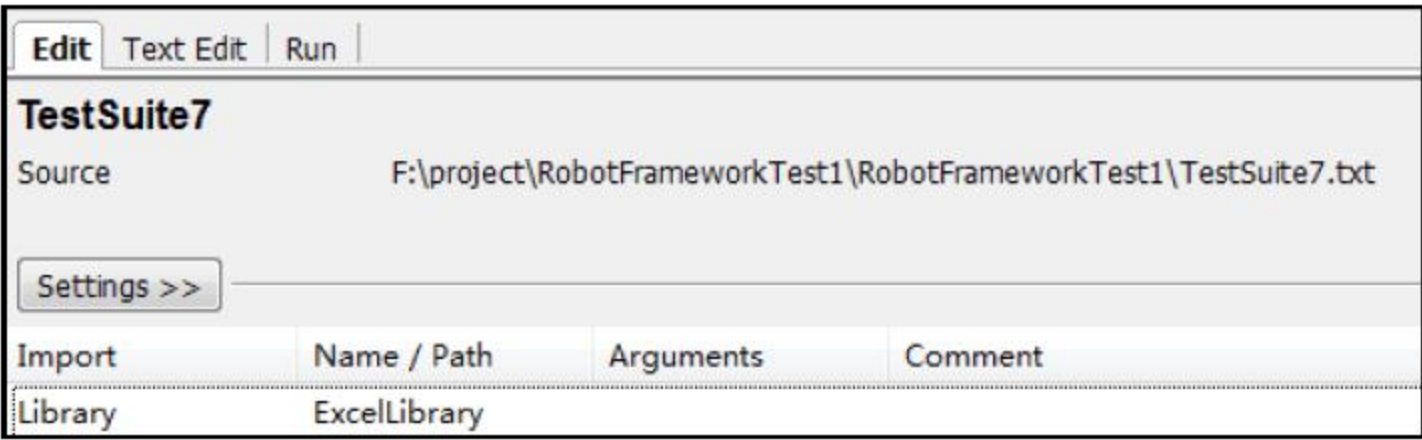 Edit Text Edit Run
TestSuite7
Source F:\project\RobotFrameworkTest1\RobotFrameworkTest1\TestSuite7.txt
Settings >>
Import Name / Path Arguments Comment
Library ExcelLibrary